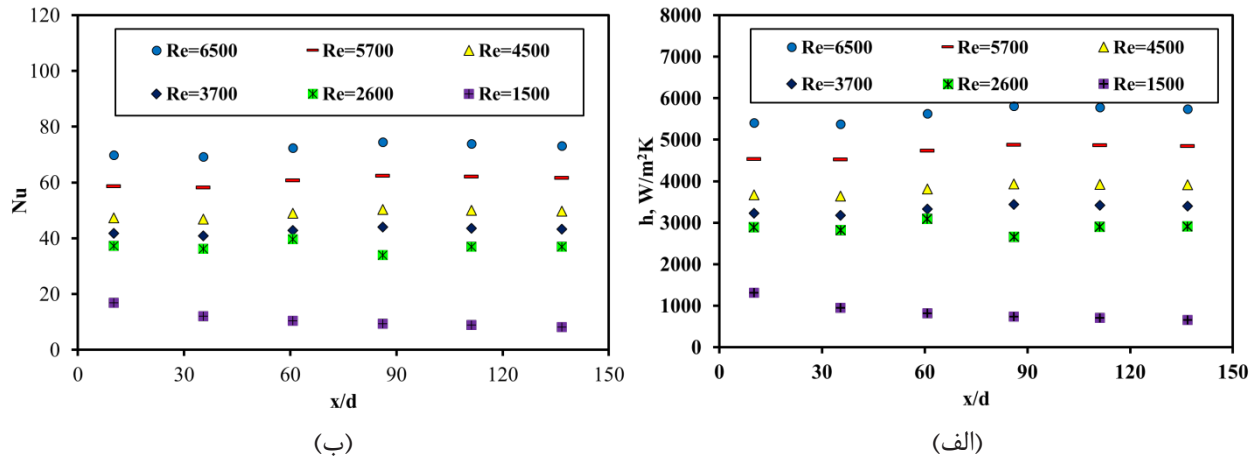 120
100
80
60
40
20
0
Nu
Re=6500 Re=5700 Re=4500
Re=3700 Re=2600 Re=1500
0 30 60 90 120 150
x/d
(ب)
8000
7000
6000
5000
4000
3000
2000
1000
0
h, W/m²K
Re=6500 Re=5700 Re=4500
Re=3700 Re=2600 Re=1500
0 30 60 90 120 150
x/d
(الف)